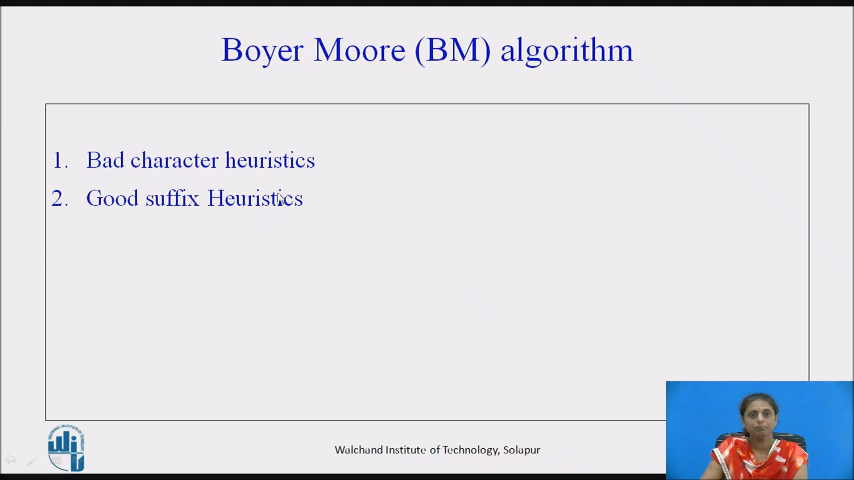 Boyer Moore (BM) algorithm
1. Bad character heuristics
2. Good suffix Heuristics
Walchand Institute of Technology, Solapur